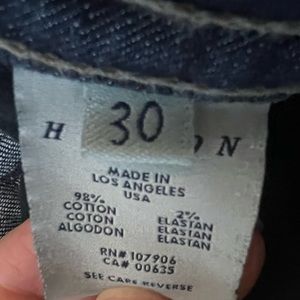 30
H N
MADE IN
LOS ANGELES
USA
98% 2%
COTTON ELASTAN
COTON ELASTAN
ALGODON ELASTAN
RN# 107906
CA# 00635
SEE CARE REVERSE